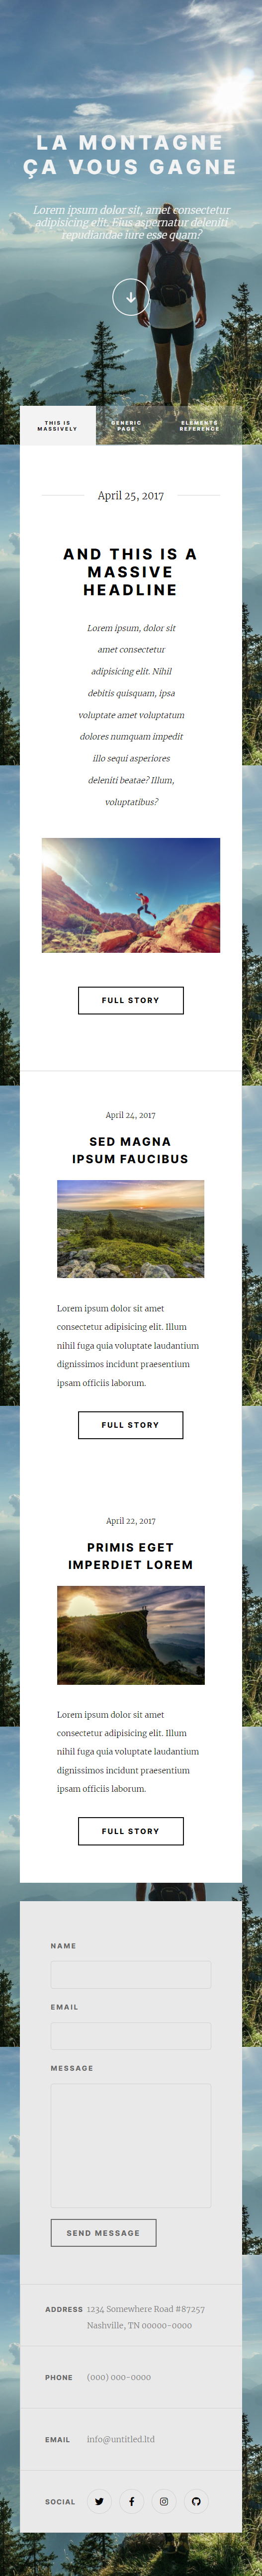 LA MONTAGNE
ÇA VOUS GAGNE
Lorem ipsum dolor sit, amet consectetur
adipisicing elit. Eius aspernatur deleniti
repudiandae iure esse quam?
THIS IS
MASSIVELY
GENERIC
PAGE
ELEMENTS
REFERENCE
April 25, 2017
AND THIS IS A
MASSIVE
HEADLINE
Lorem ipsum, dolor sit
amet consectetur
adipisicing elit. Nihil
debitis quisquam, ipsa
voluptate amet voluptatum
dolores numquam impedit
illo sequi asperiores
deleniti beatae? Illum,
voluptatibus?
FULL STORY
April 24, 2017
SED MAGNA
IPSUM FAUCIBUS
Lorem ipsum dolor sit amet
consectetur adipisicing elit. Illum
nihil fuga quia voluptate laudantium
dignissimos incidunt praesentium
ipsam officiis laborum.
FULL STORY
April 22, 2017
PRIMIS EGET
IMPERDIET LOREM
Lorem ipsum dolor sit amet
consectetur adipisicing elit. Illum
nihil fuga quia voluptate laudantium
dignissimos incidunt praesentium
ipsam officiis laborum.
FULL STORY
NAME
EMAIL
MESSAGE
SEND MESSAGE
ADDRESS 1234 Somewhere Road #87257
Nashville, TN 00000-0000
PHONE (000) 000-0000
EMAIL info@untitled.ltd
SOCIAL